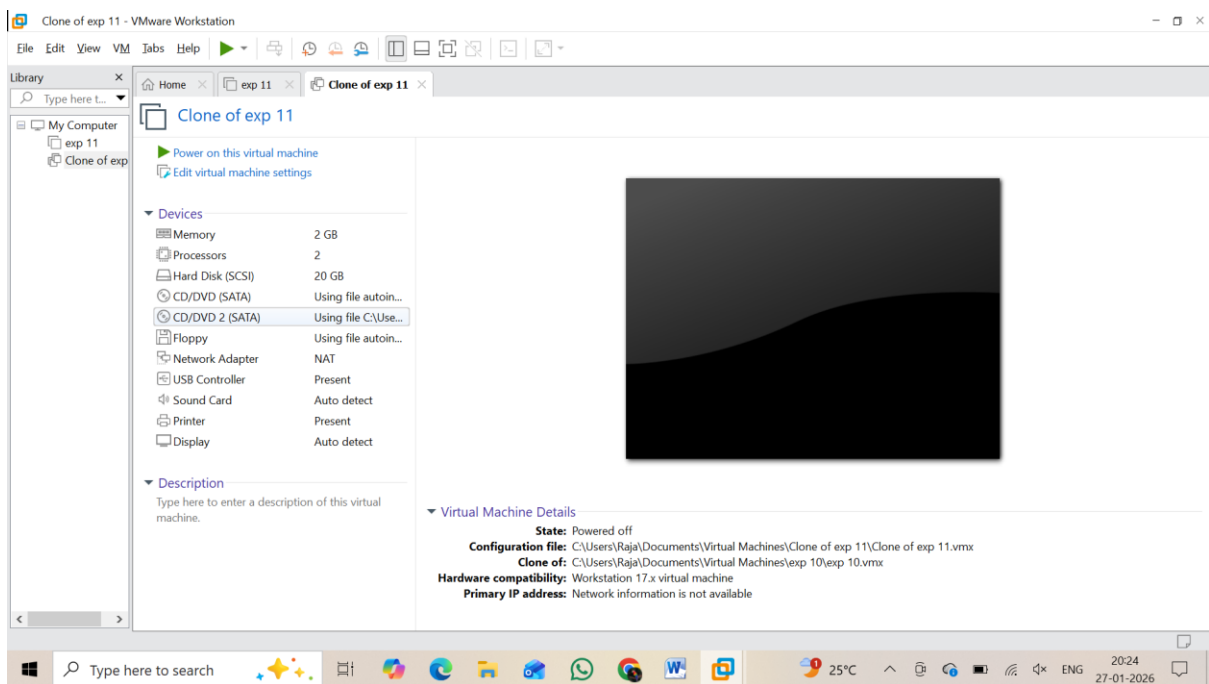 Clone of exp 11 - VMware Workstation
File Edit View VM Tabs Help
Library
Type here t...
My Computer
exp 11
Clone of exp
Home
exp 11
Clone of exp 11
Clone of exp 11
Power on this virtual machine
Edit virtual machine settings
Devices
Memory 2 GB
Processors 2
Hard Disk (SCSI) 20 GB
CD/DVD (SATA) Using file autoin...
CD/DVD 2 (SATA) Using file C:\Use...
Floppy Using file autoin...
Network Adapter NAT
USB Controller Present
Sound Card Auto detect
Printer Present
Display Auto detect
Description
Type here to enter a description of this virtual
machine.
Virtual Machine Details
State: Powered off
Configuration file: C:\Users\Raja\Documents\Virtual Machines\Clone of exp 11\Clone of exp 11.vmx
Clone of: C:\Users\Raja\Documents\Virtual Machines\exp 10\exp 10.vmx
Hardware compatibility: Workstation 17.x virtual machine
Primary IP address: Network information is not available
Type here to search
25°C
ENG
20:24
27-01-2026